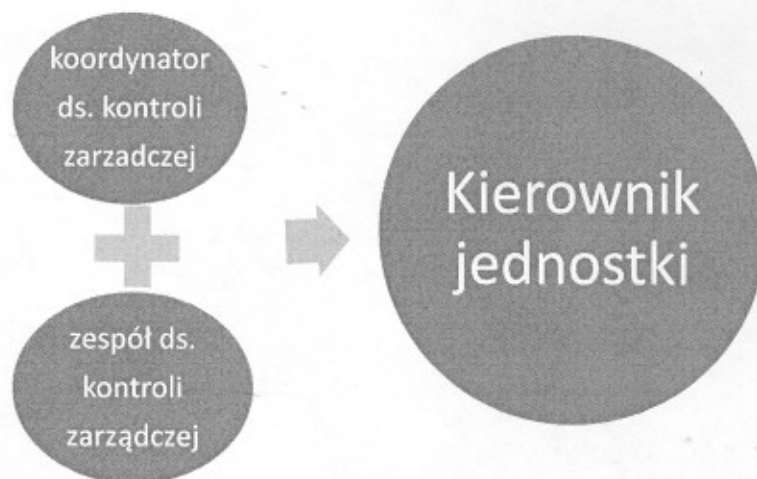 koordynator
ds. kontroli
zarzadczej
zespół ds.
kontroli
zarządczej
Kierownik
jednostki